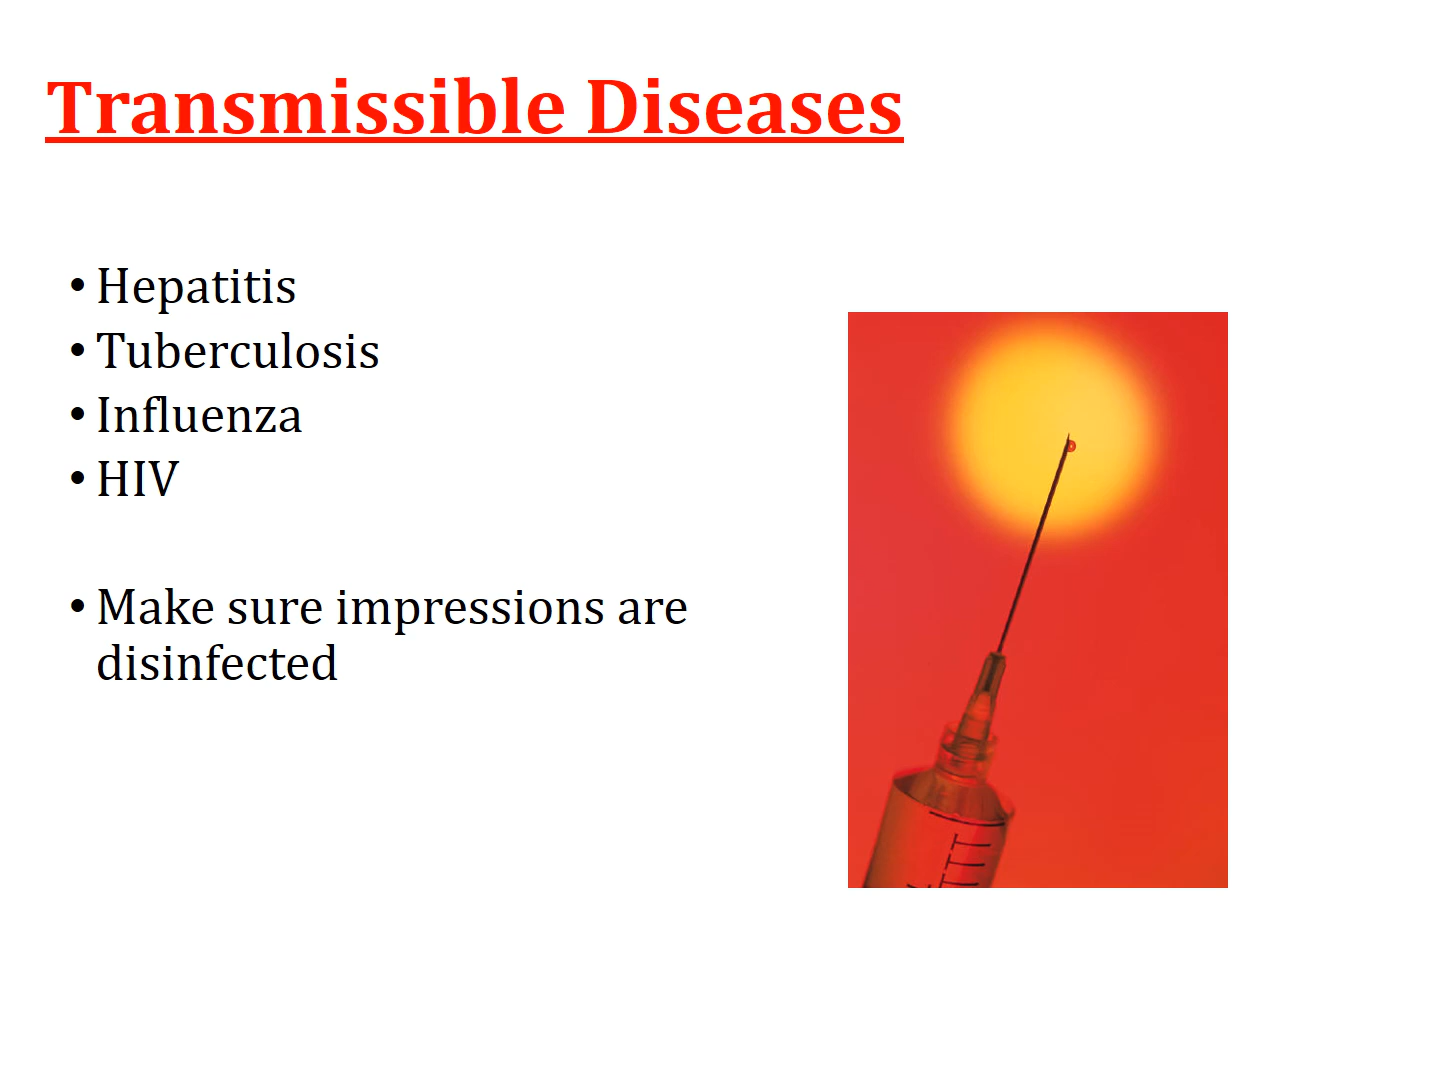 Transmissible Diseases
• Hepatitis
• Tuberculosis
• Influenza
• HIV
• Make sure impressions are
disinfected